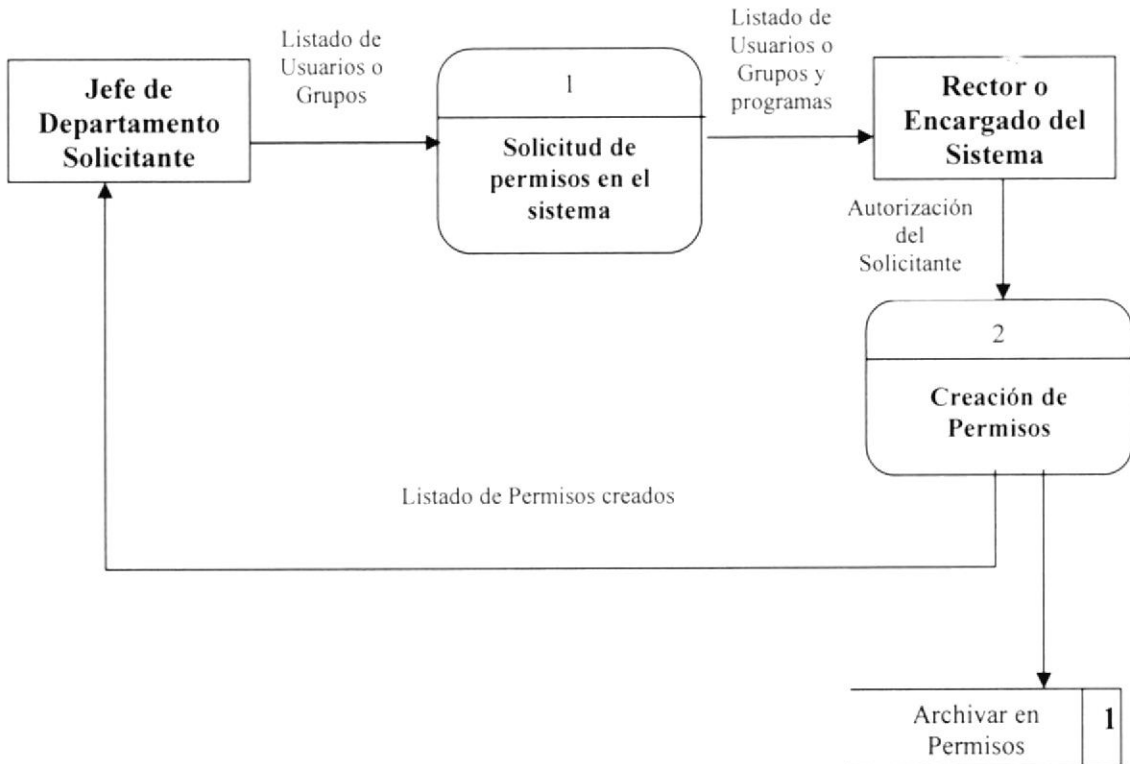 Listado de
Usuarios o
Grupos
Listado de
Usuarios o
Grupos y
programas
Jefe de
Departamento
Solicitante
1
Solicitud de
permisos en el
sistema
Rector o
Encargado del
Sistema
Autorización
del
Solicitante
2
Creación de
Permisos
Listado de Permisos creados
Archivar en
Permisos
1